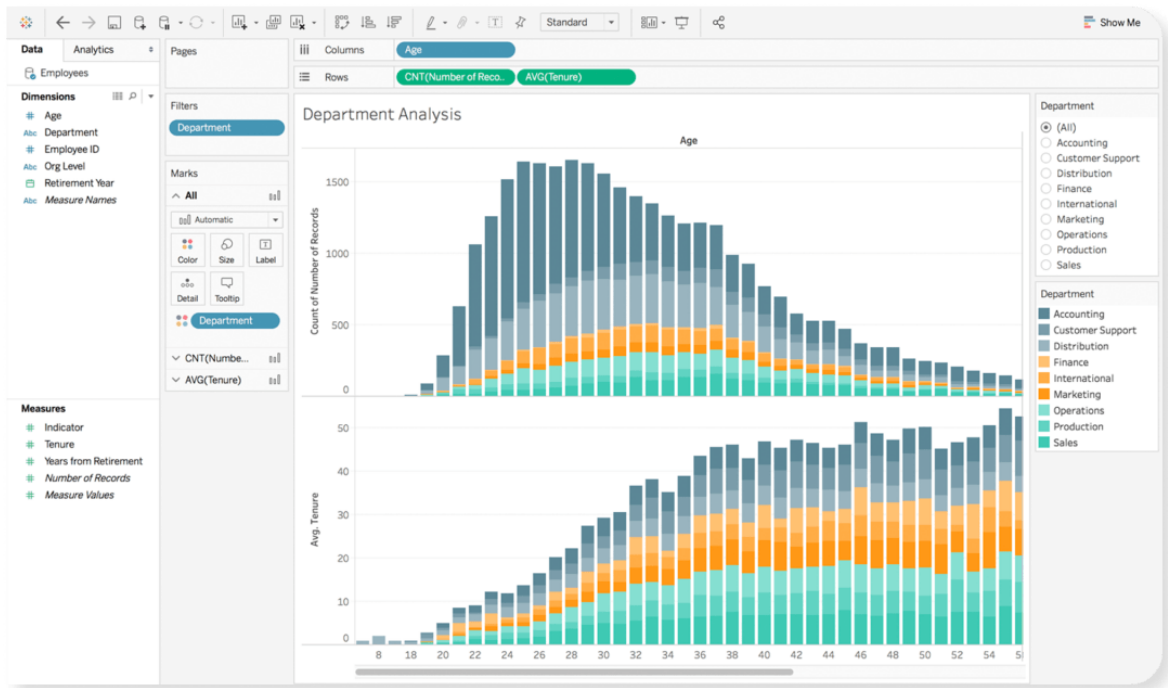 Standard
Show Me
Data
Analytics
Employees
Dimensions
Age
Abc Department
Employee ID
Abc Org Level
Retirement Year
Abc Measure Names
Measures
Indicator
Tenure
Years from Retirement
Number of Records
Measure Values
Pages
Filters
Department
Marks
All
Automatic
Color
Size
Label
Detail
Tooltip
Department
CNT(Numbe...
AVG(Tenure)
Columns
Age
Rows
CNT(Number of Reco..
AVG(Tenure)
Department Analysis
Age
Count of Number of Records
1500
1000
500
0
Avg. Tenure
50
40
30
20
10
0
8 18 20 22 24 26 28 30 32 34 36 38 40 42 44 46 48 50 52 54
Department
(All)
Accounting
Customer Support
Distribution
Finance
International
Marketing
Operations
Production
Sales
Department
Accounting
Customer Support
Distribution
Finance
International
Marketing
Operations
Production
Sales